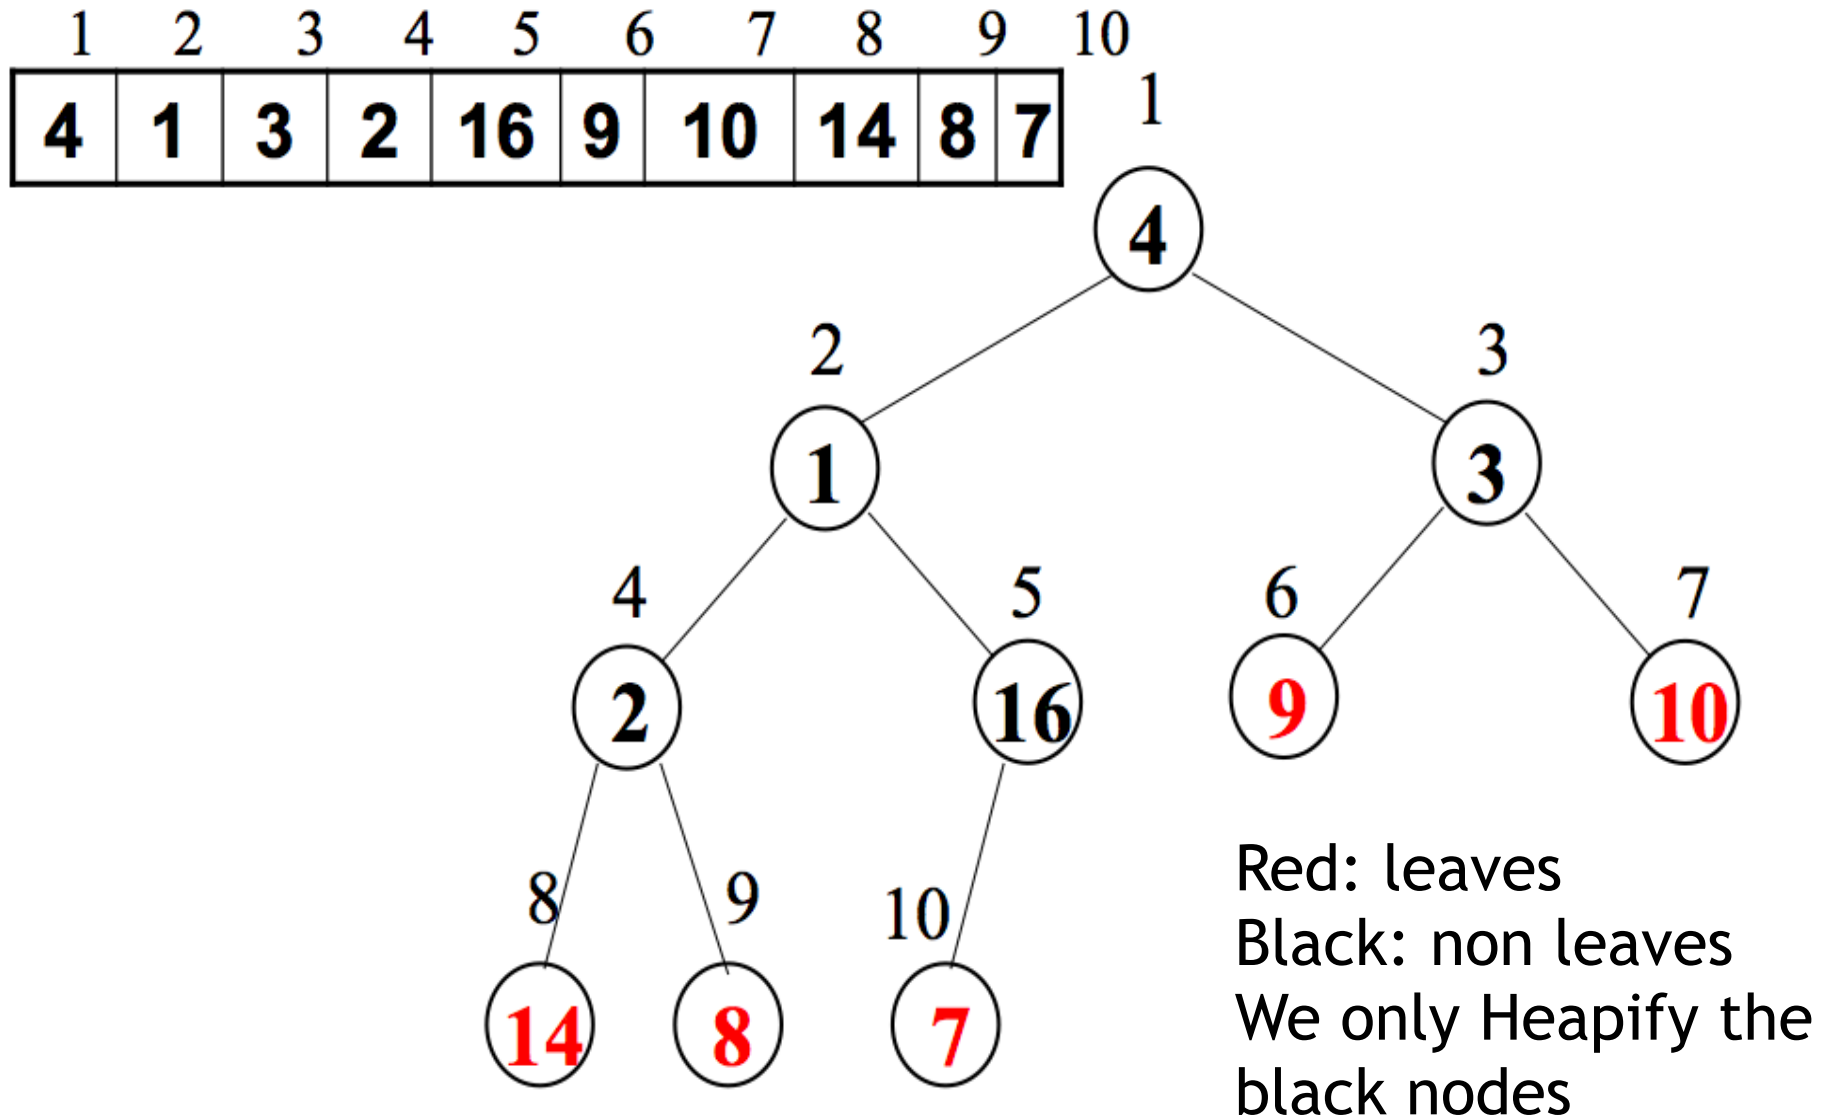 1 2 3 4 5 6 7 8 9 10
4 1 3 2 16 9 10 14 8 7
1
4
2 3
1 3
4 5 6 7
2 16 9 10
8 9 10
14 8 7
Red: leaves
Black: non leaves
We only Heapify the
black nodes